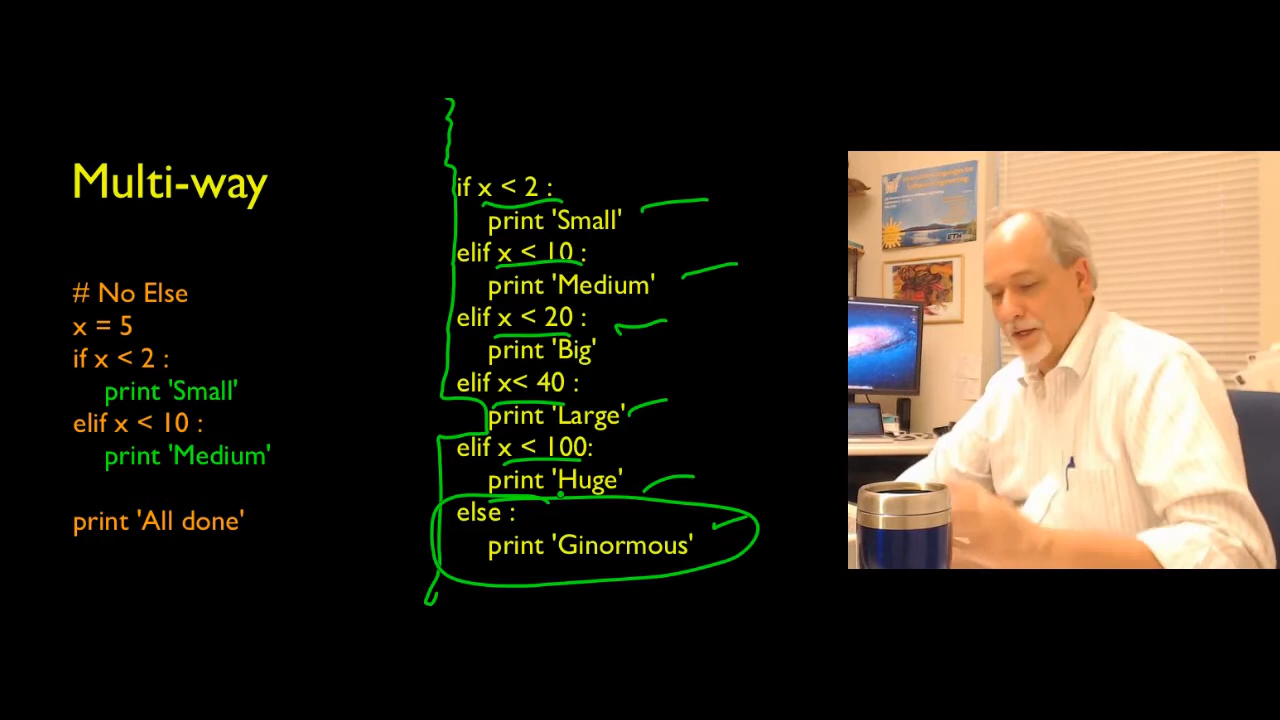 Multi-way
# No Else
x = 5
if x < 2 :
print 'Small'
elif x < 10 :
print 'Medium'
print 'All done'
if x < 2 :
print 'Small'
elif x < 10 :
print 'Medium'
elif x < 20 :
print 'Big'
elif x< 40 :
print 'Large'
elif x < 100:
print 'Huge'
else :
print 'Ginormous'
ETH